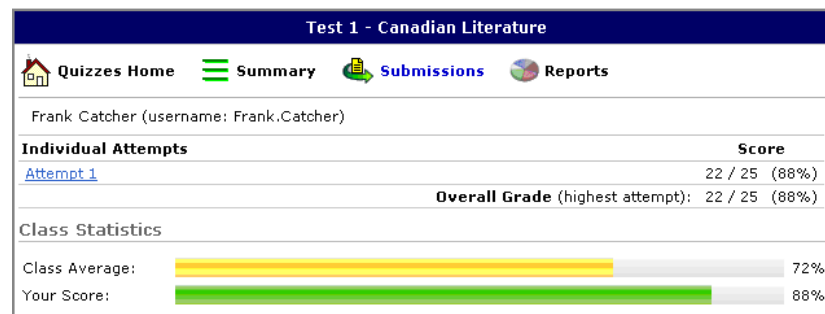 Test 1 - Canadian Literature
Quizzes Home Summary Submissions Reports
Frank Catcher (username: Frank.Catcher)
Individual Attempts Score
Attempt 1 22 / 25 (88%)
Overall Grade (highest attempt): 22 / 25 (88%)
Class Statistics
Class Average: 72%
Your Score: 88%